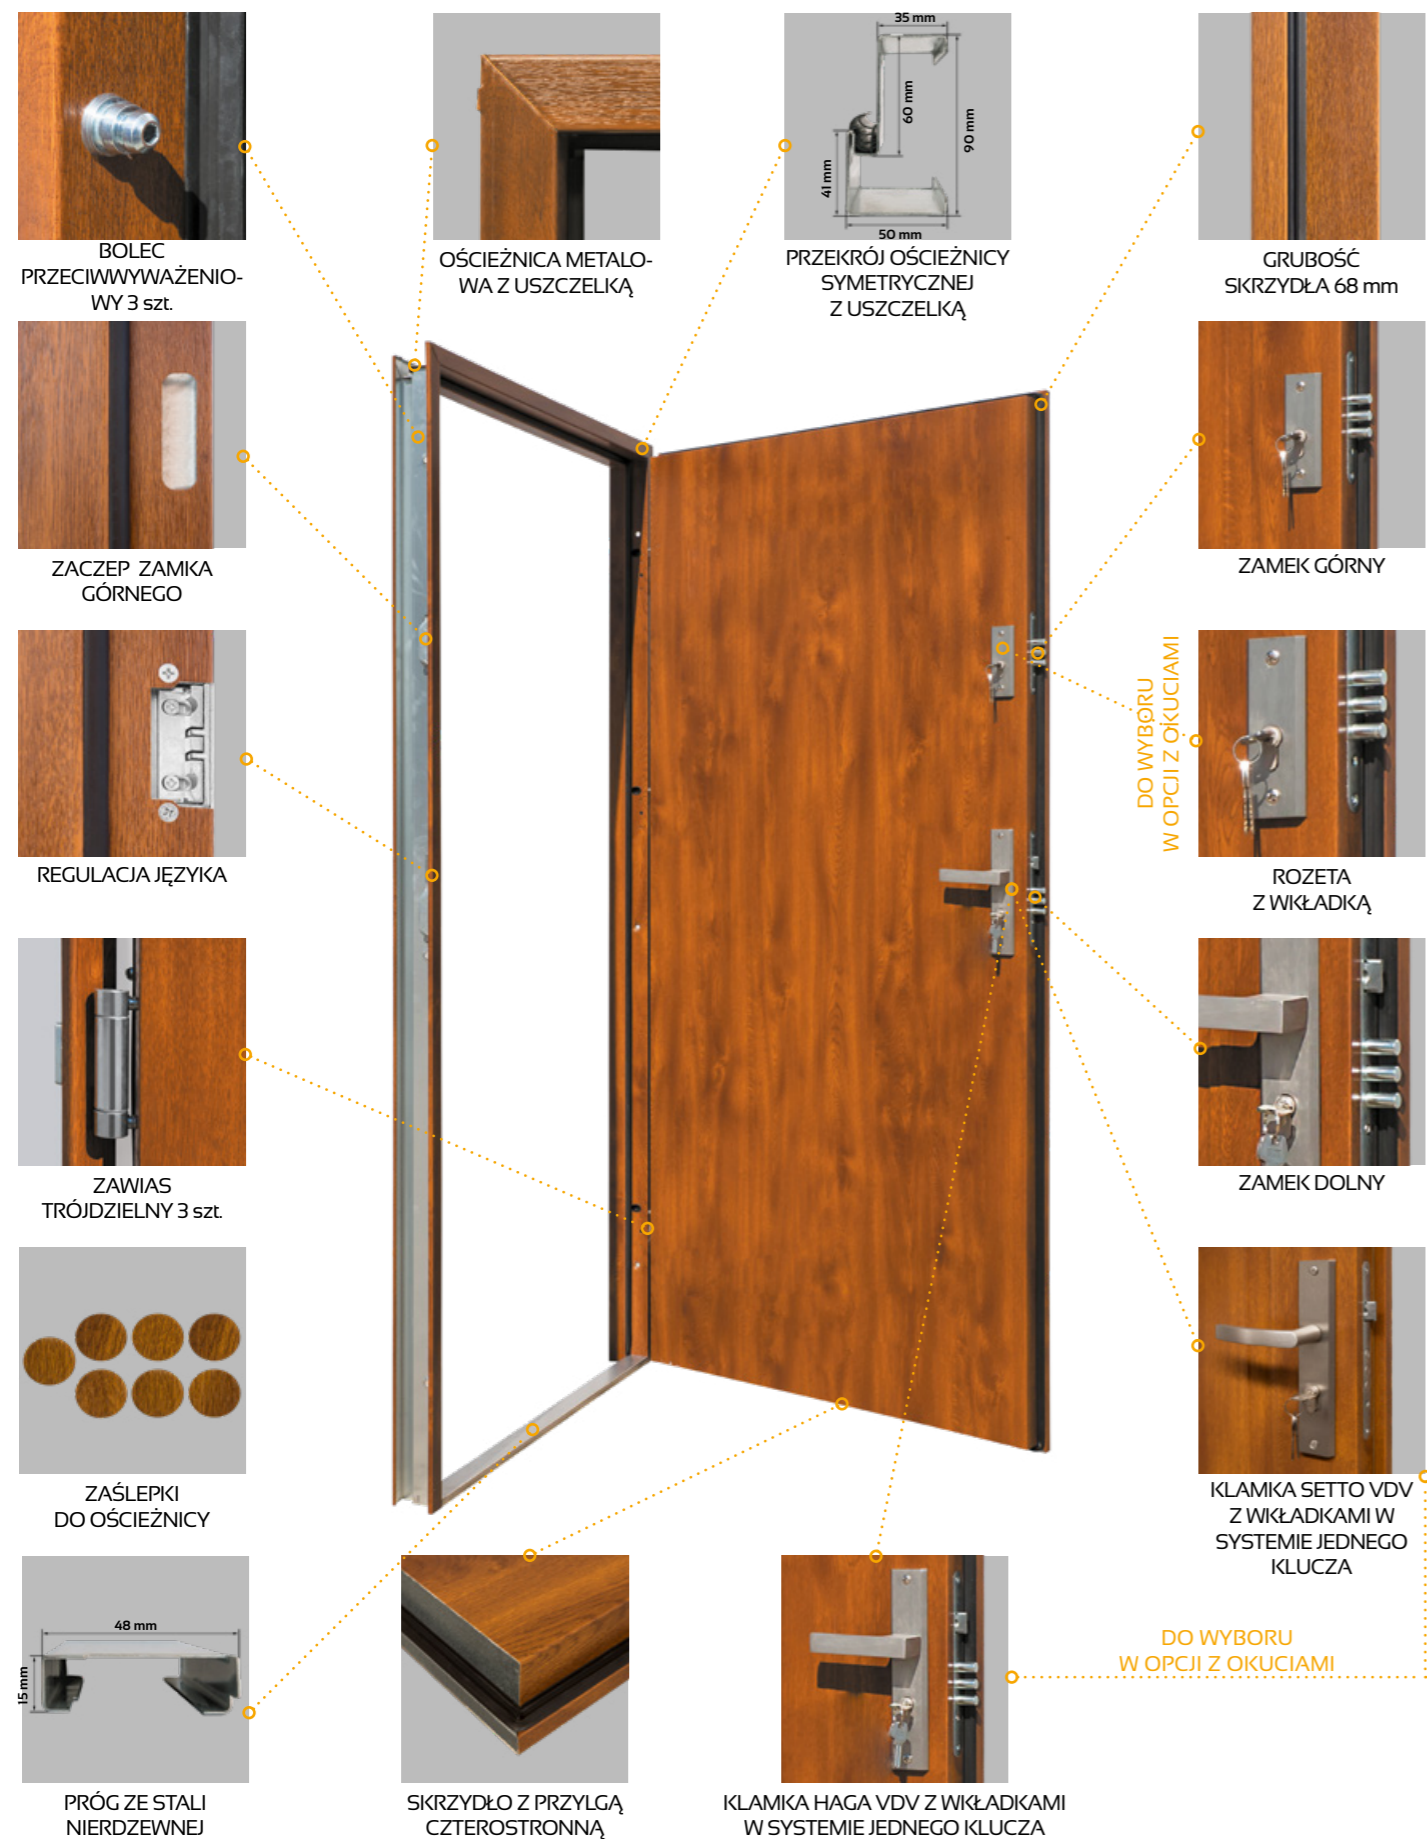 BOLEC
PRZECIWWYWAŻENIO-
WY 3 szt.
OŚCIEŻNICA METALO-
WA Z USZCZELKĄ
35 mm
60 mm
90 mm
41 mm
50 mm
PRZEKRÓJ OŚCIEŻNICY
SYMETRYCZNEJ
Z USZCZELKĄ
GRUBOŚĆ
SKRZYDŁA 68 mm
ZACZEP ZAMKA
GÓRNEGO
ZAMEK GÓRNY
REGULACJA JĘZYKA
DO WYBORU
W OPCJI Z OKUCIAMI
ROZETA
Z WKŁADKĄ
ZAWIAS
TRÓJDZIELNY 3 szt.
ZAMEK DOLNY
ZAŚLEPKI
DO OŚCIEŻNICY
KLAMKA SETTO VDV
Z WKŁADKAMI W
SYSTEMIE JEDNEGO
KLUCZA
48 mm
15 mm
PRÓG ZE STALI
NIERDZEWNEJ
SKRZYDŁO Z PRZYLGĄ
CZTEROSTRONNĄ
KLAMKA HAGA VDV Z WKŁADKAMI
W SYSTEMIE JEDNEGO KLUCZA
DO WYBORU
W OPCJI Z OKUCIAMI